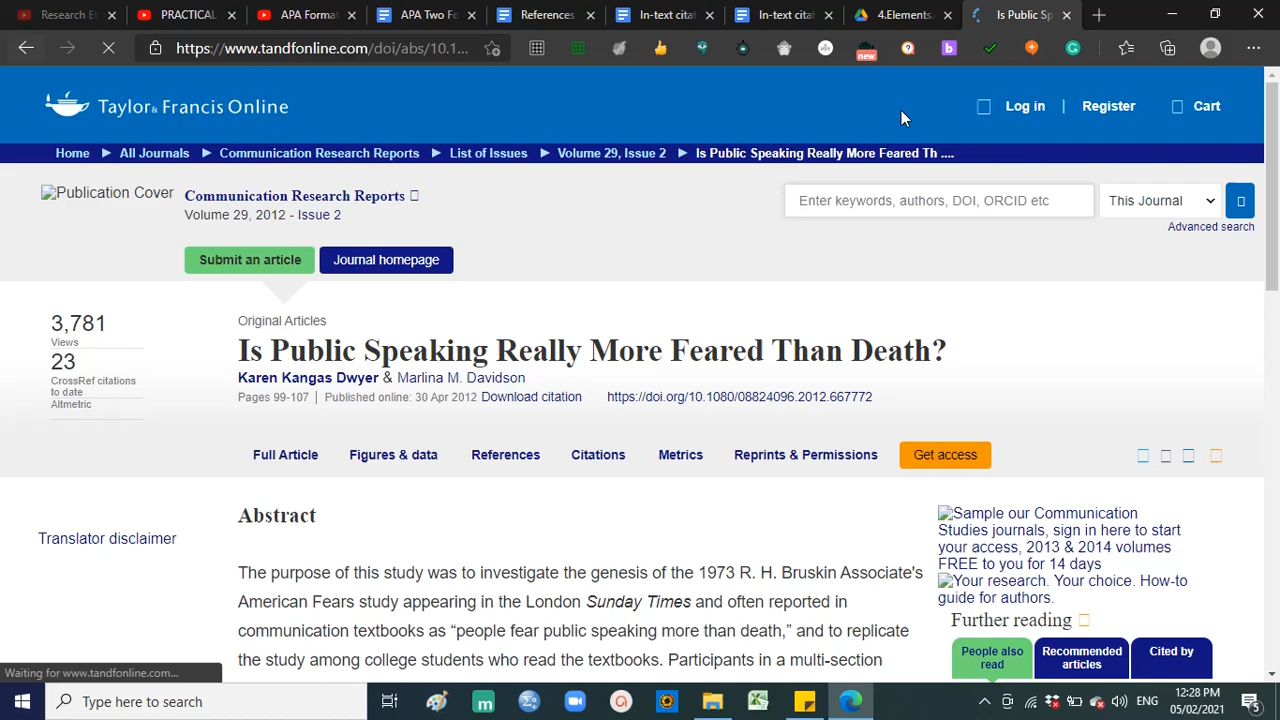 Research Ev
PRACTICAL
APA Format
APA Two Fo
References
In-text citat
In-text citat
4.Elements.
Is Public Sp
https://www.tandfonline.com/doi/abs/10.1...
new
Taylor & Francis Online
Log in | Register Cart
Home All Journals Communication Research Reports List of Issues Volume 29, Issue 2 Is Public Speaking Really More Feared Th ....
Publication Cover
Communication Research Reports
Volume 29, 2012 - Issue 2
Enter keywords, authors, DOI, ORCID etc
This Journal
Advanced search
Submit an article
Journal homepage
3,781
Views
23
CrossRef citations
to date
Altmetric
Original Articles
Is Public Speaking Really More Feared Than Death?
Karen Kangas Dwyer & Marlina M. Davidson
Pages 99-107 | Published online: 30 Apr 2012 Download citation https://doi.org/10.1080/08824096.2012.667772
Full Article Figures & data References Citations Metrics Reprints & Permissions Get access
Translator disclaimer
Abstract
The purpose of this study was to investigate the genesis of the 1973 R. H. Bruskin Associate's
American Fears study appearing in the London Sunday Times and often reported in
communication textbooks as “people fear public speaking more than death,” and to replicate
the study among college students who read the textbooks. Participants in a multi-section
Sample our Communication
Studies journals, sign in here to start
your access, 2013 & 2014 volumes
FREE to you for 14 days
Your research. Your choice. How-to
guide for authors.
Further reading
People also
read
Recommended
articles
Cited by
Waiting for www.tandfonline.com...
Type here to search
ENG
12:28 PM
05/02/2021
5